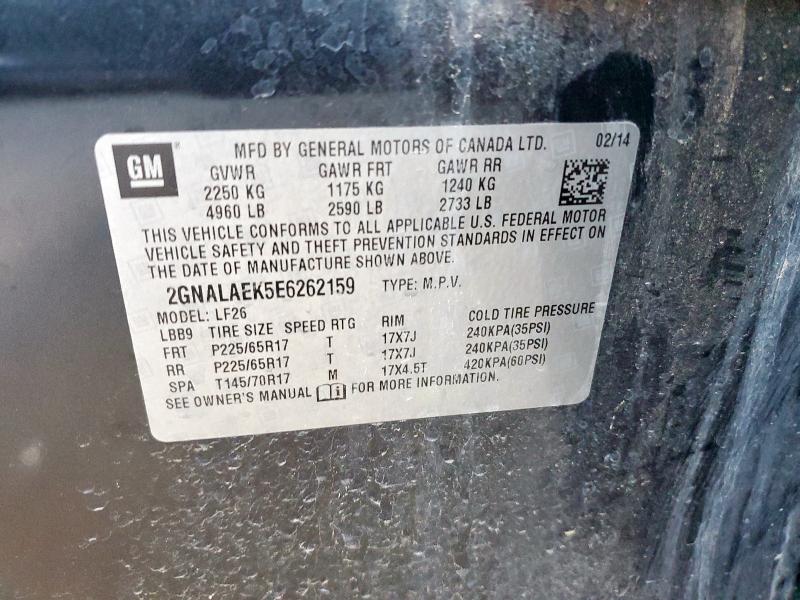 GM
MFD BY GENERAL MOTORS OF CANADA LTD. 02/14
GVWR GAWR FRT GAWR RR
2250 KG 1175 KG 1240 KG
4960 LB 2590 LB 2733 LB
THIS VEHICLE CONFORMS TO ALL APPLICABLE U.S. FEDERAL MOTOR
VEHICLE SAFETY AND THEFT PREVENTION STANDARDS IN EFFECT ON
THE DATE OF MANUFACTURE SHOWN ABOVE.
2GNALAEK5E6262159 TYPE: M.P.V.
MODEL: LF26
LBB9 TIRE SIZE SPEED RTG RIM COLD TIRE PRESSURE
FRT P225/65R17 T 17X7J 240KPA(35PSI)
RR P225/65R17 T 17X7J 240KPA(35PSI)
SPA T145/70R17 M 17X4.5T 420KPA(60PSI)
SEE OWNER'S MANUAL FOR MORE INFORMATION.